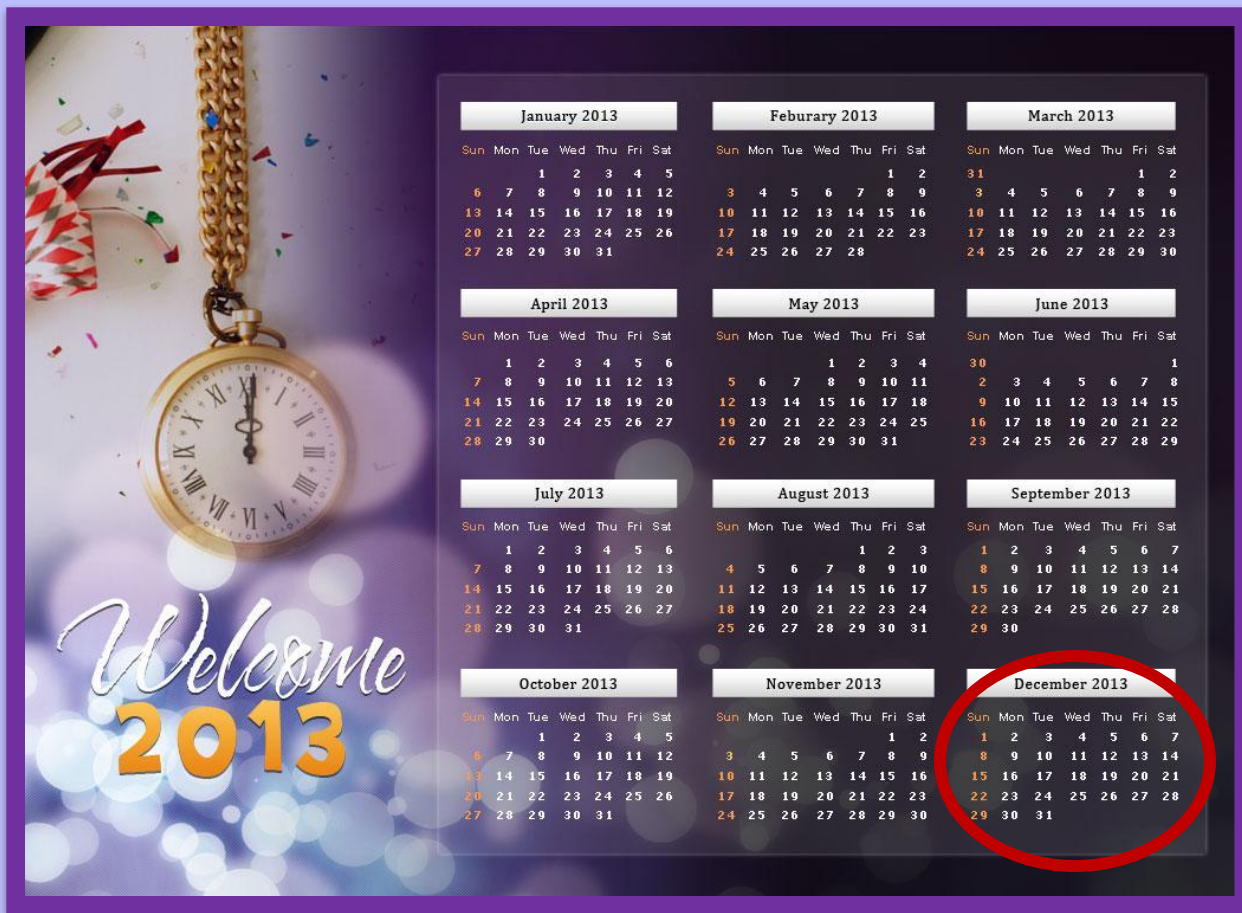 Welcome
2013
January 2013
Sun Mon Tue Wed Thu Fri Sat
1 2 3 4 5
6 7 8 9 10 11 12
13 14 15 16 17 18 19
20 21 22 23 24 25 26
27 28 29 30 31
Feburary 2013
Sun Mon Tue Wed Thu Fri Sat
1 2
3 4 5 6 7 8 9
10 11 12 13 14 15 16
17 18 19 20 21 22 23
24 25 26 27 28
March 2013
Sun Mon Tue Wed Thu Fri Sat
31 1 2
3 4 5 6 7 8 9
10 11 12 13 14 15 16
17 18 19 20 21 22 23
24 25 26 27 28 29 30
April 2013
Sun Mon Tue Wed Thu Fri Sat
1 2 3 4 5 6
7 8 9 10 11 12 13
14 15 16 17 18 19 20
21 22 23 24 25 26 27
28 29 30
May 2013
Sun Mon Tue Wed Thu Fri Sat
1 2 3 4
5 6 7 8 9 10 11
12 13 14 15 16 17 18
19 20 21 22 23 24 25
26 27 28 29 30 31
June 2013
Sun Mon Tue Wed Thu Fri Sat
30 1
2 3 4 5 6 7 8
9 10 11 12 13 14 15
16 17 18 19 20 21 22
23 24 25 26 27 28 29
July 2013
Sun Mon Tue Wed Thu Fri Sat
1 2 3 4 5 6
7 8 9 10 11 12 13
14 15 16 17 18 19 20
21 22 23 24 25 26 27
28 29 30 31
August 2013
Sun Mon Tue Wed Thu Fri Sat
1 2 3
4 5 6 7 8 9 10
11 12 13 14 15 16 17
18 19 20 21 22 23 24
25 26 27 28 29 30 31
September 2013
Sun Mon Tue Wed Thu Fri Sat
1 2 3 4 5 6 7
8 9 10 11 12 13 14
15 16 17 18 19 20 21
22 23 24 25 26 27 28
29 30
October 2013
Sun Mon Tue Wed Thu Fri Sat
1 2 3 4 5
6 7 8 9 10 11 12
13 14 15 16 17 18 19
20 21 22 23 24 25 26
27 28 29 30 31
November 2013
Sun Mon Tue Wed Thu Fri Sat
1 2
3 4 5 6 7 8 9
10 11 12 13 14 15 16
17 18 19 20 21 22 23
24 25 26 27 28 29 30
December 2013
Sun Mon Tue Wed Thu Fri Sat
1 2 3 4 5 6 7
8 9 10 11 12 13 14
15 16 17 18 19 20 21
22 23 24 25 26 27 28
29 30 31